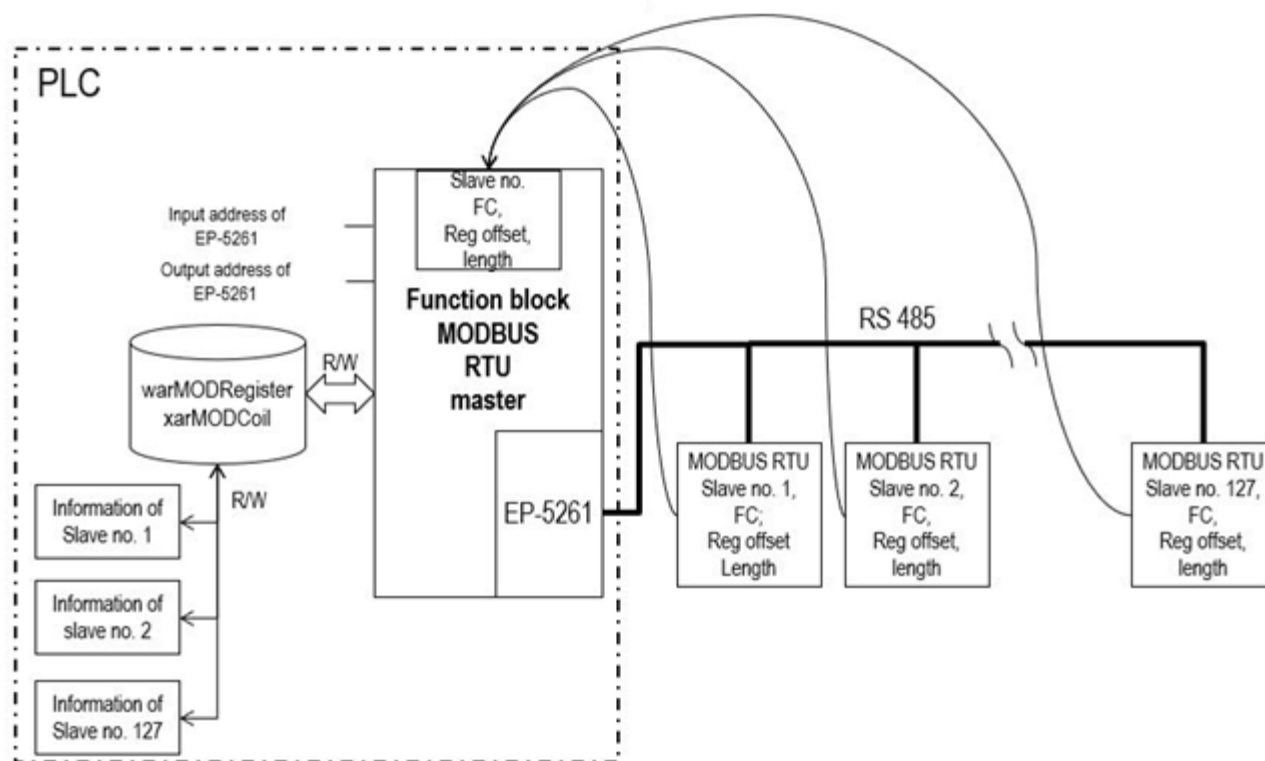 PLC
Slave no.
FC,
Reg offset,
length
Input address of
EP-5261
Output address of
EP-5261
Function block
MODBUS
RTU
master
RS 485
R/W
warMODRegister
xarMODCoil
R/W
EP-5261
MODBUS RTU
Slave no. 1,
FC;
Reg offset
Length
MODBUS RTU
Slave no. 2,
FC,
Reg offset,
length
MODBUS RTU
Slave no. 127,
FC,
Reg offset,
length
Information of
Slave no. 1
Information of
slave no. 2
Information of
Slave no. 127